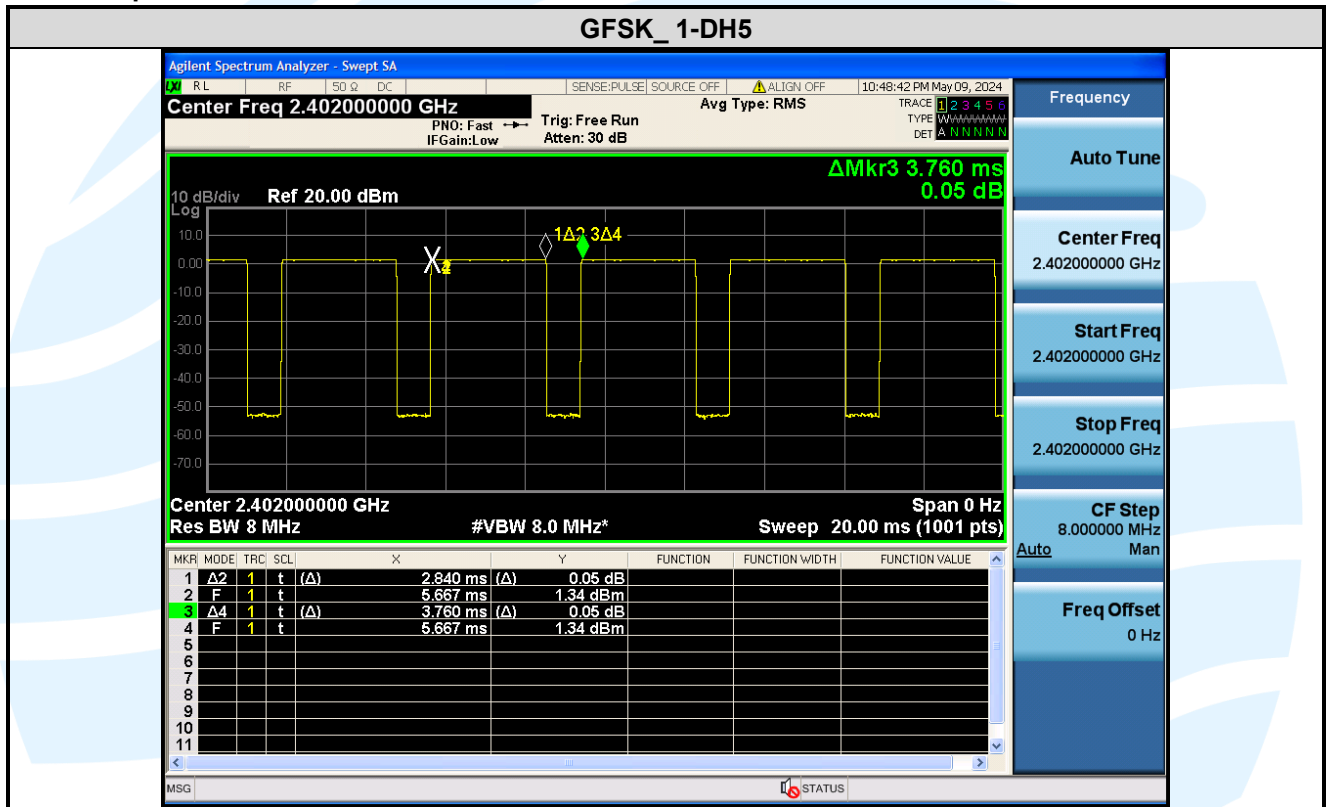 GFSK_ 1-DH5
Agilent Spectrum Analyzer - Swept SA
LXI RL RF 50 Ω DC SENSE:PULSE SOURCE OFF ALIGN OFF 10:48:42 PM May 09, 2024
Center Freq 2.402000000 GHz
PNO: Fast
IFGain:Low
Trig: Free Run
Atten: 30 dB
Avg Type: RMS
TRACE 1 2 3 4 5 6
TYPE
DET A N N N N N
ΔMkr3 3.760 ms
0.05 dB
10 dB/div Ref 20.00 dBm
Log
10.0
0.00
-10.0
-20.0
-30.0
-40.0
-50.0
-60.0
-70.0
1Δ2 3Δ4
Center 2.402000000 GHz Span 0 Hz
Res BW 8 MHz #VBW 8.0 MHz* Sweep 20.00 ms (1001 pts)
MKR MODE TRC SCL X Y FUNCTION FUNCTION WIDTH FUNCTION VALUE
1 Δ2 1 t (Δ) 2.840 ms (Δ) 0.05 dB
2 F 1 t 5.667 ms 1.34 dBm
3 Δ4 1 t (Δ) 3.760 ms (Δ) 0.05 dB
4 F 1 t 5.667 ms 1.34 dBm
5
6
7
8
9
10
11
MSG STATUS
Frequency
Auto Tune
Center Freq
2.402000000 GHz
Start Freq
2.402000000 GHz
Stop Freq
2.402000000 GHz
CF Step
8.000000 MHz
Auto Man
Freq Offset
0 Hz